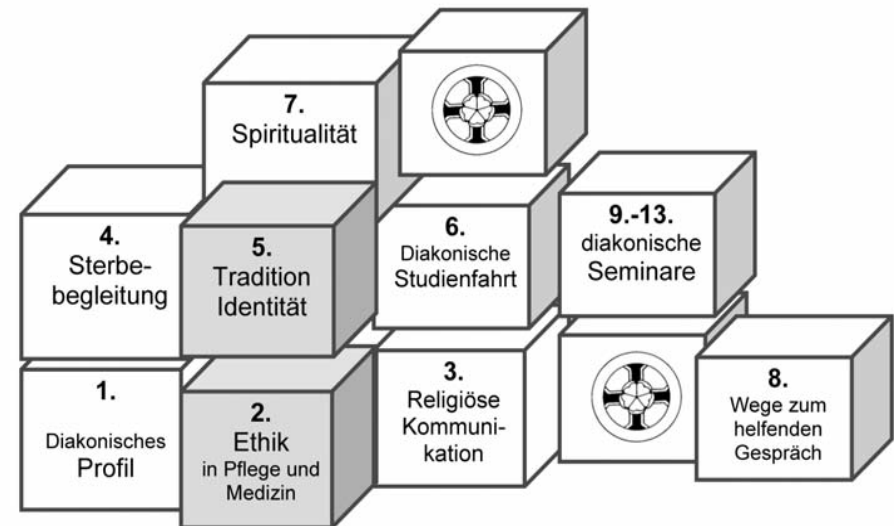 7.
Spiritualität
4.
Sterbe-
begleitung
5.
Tradition
Identität
6.
Diakonische
Studienfahrt
9.-13.
diakonische
Seminare
1.
Diakonisches
Profil
2.
Ethik
in Pflege und
Medizin
3.
Religiöse
Kommuni-
kation
8.
Wege zum
helfenden
Gespräch